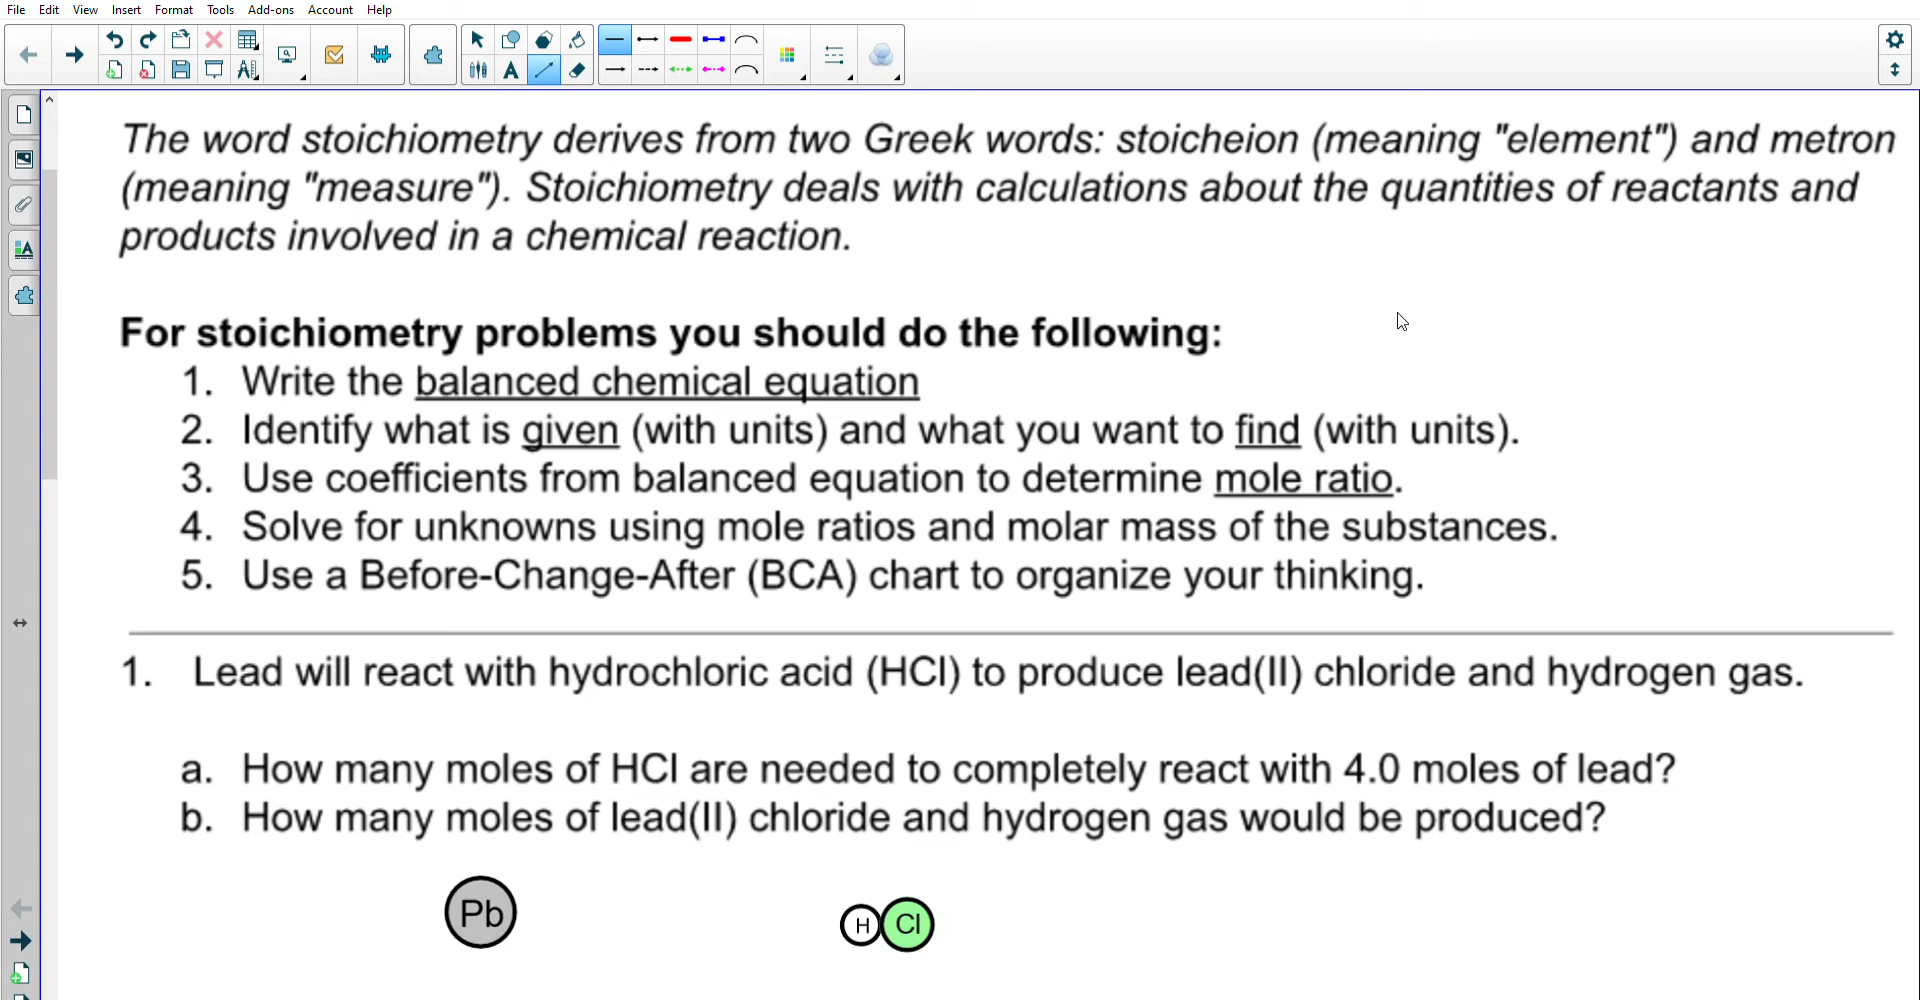 File Edit View Insert Format Tools Add-ons Account Help
The word stoichiometry derives from two Greek words: stoicheion (meaning "element") and metron
(meaning "measure"). Stoichiometry deals with calculations about the quantities of reactants and
products involved in a chemical reaction.
For stoichiometry problems you should do the following:
1. Write the balanced chemical equation
2. Identify what is given (with units) and what you want to find (with units).
3. Use coefficients from balanced equation to determine mole ratio.
4. Solve for unknowns using mole ratios and molar mass of the substances.
5. Use a Before-Change-After (BCA) chart to organize your thinking.
1. Lead will react with hydrochloric acid (HCl) to produce lead(II) chloride and hydrogen gas.
a. How many moles of HCl are needed to completely react with 4.0 moles of lead?
b. How many moles of lead(II) chloride and hydrogen gas would be produced?
Pb H Cl